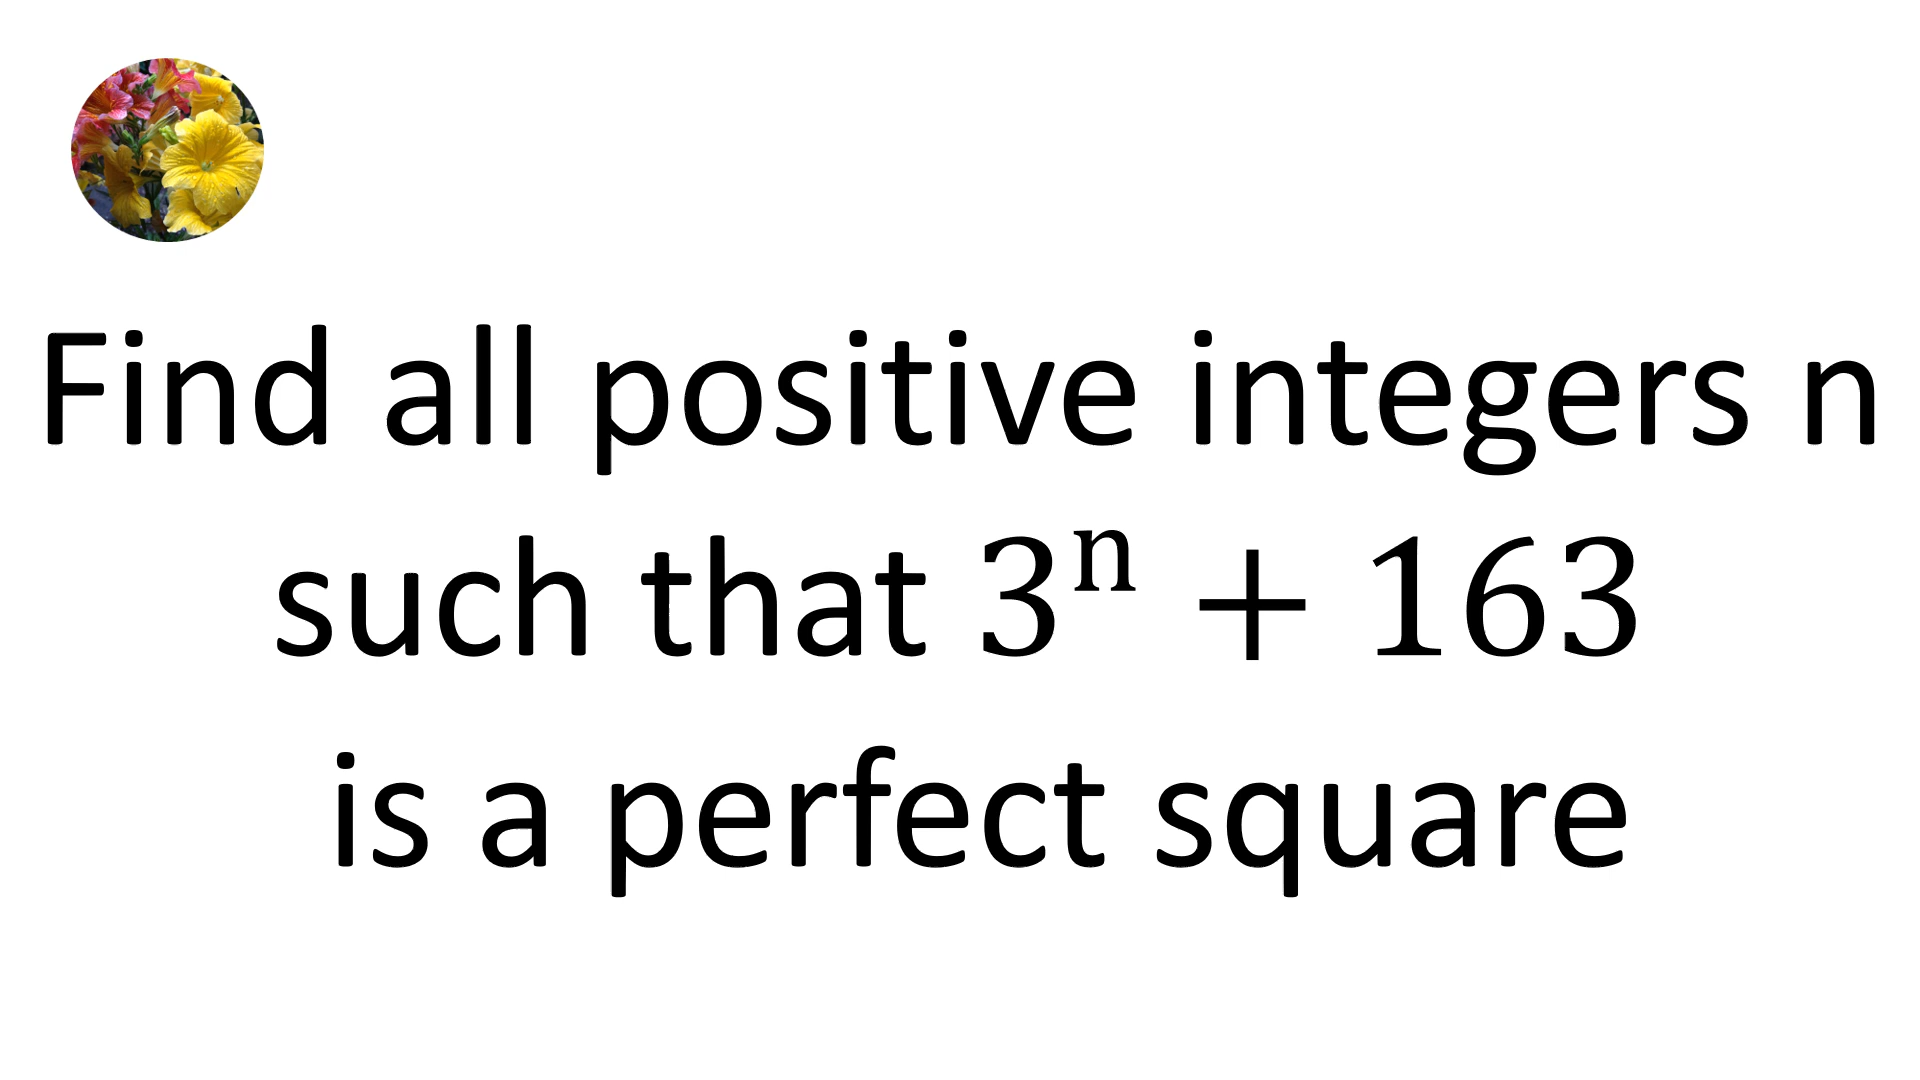 Find all positive integers n
such that 3ⁿ + 163
is a perfect square